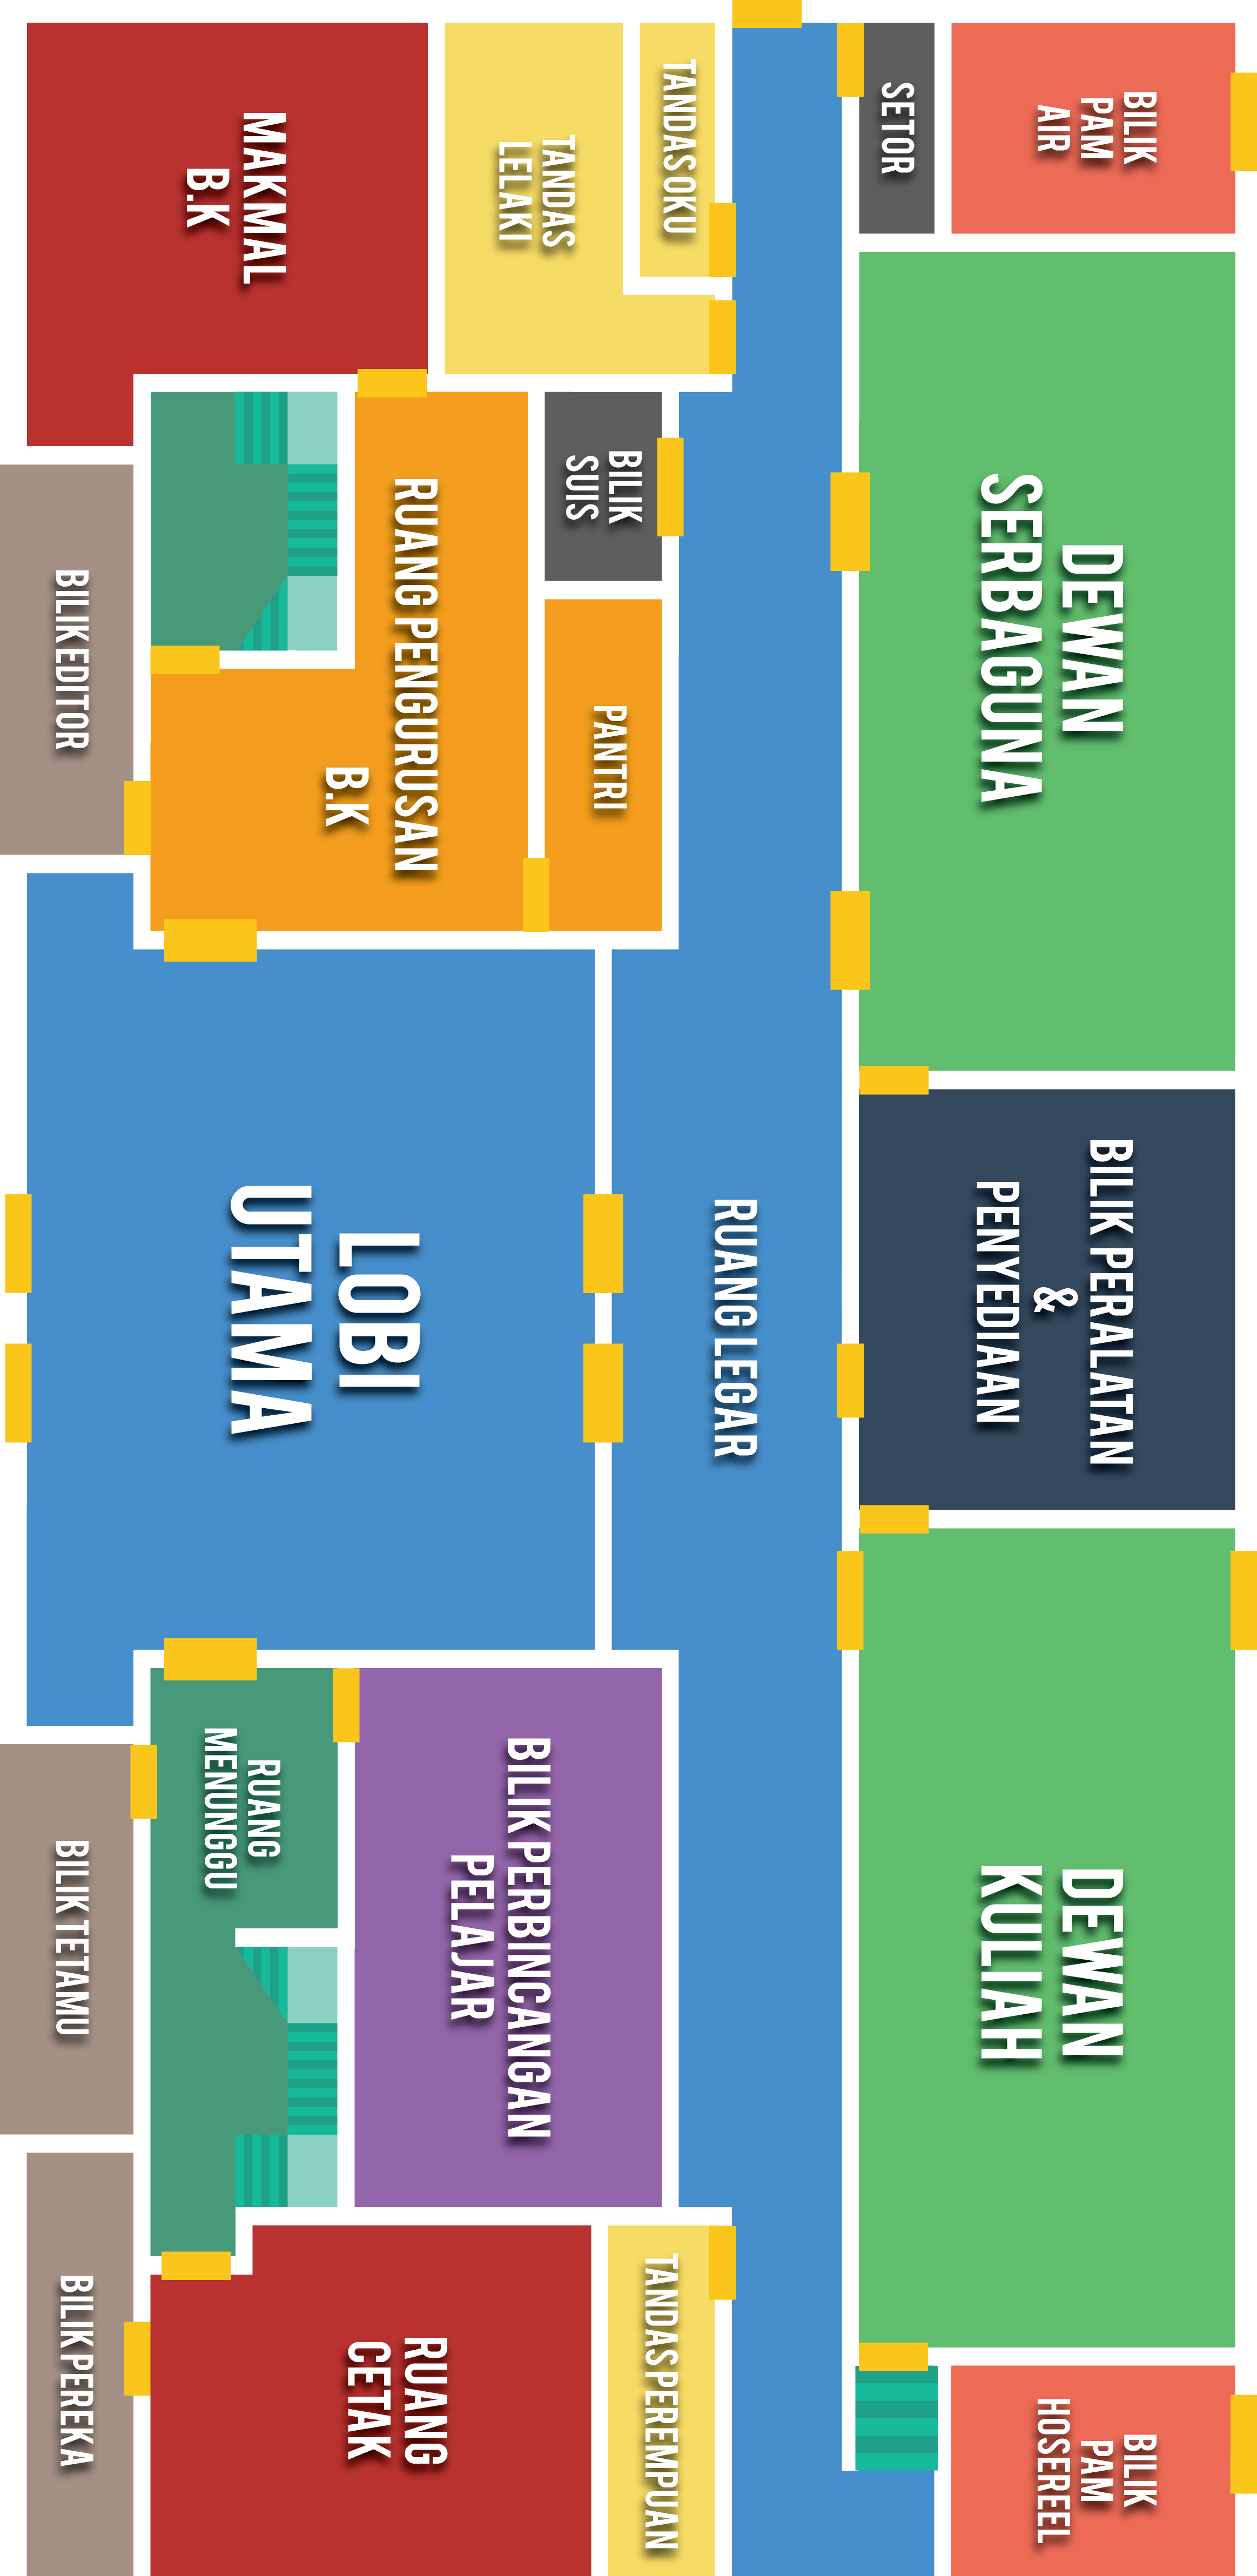 BILIK
PAM
AIR
SETOR
TANDAS OKU
TANDAS
LELAKI
MAKMAL
B.K
DEWAN
SERBAGUNA
BILIK
SUIS
PANTRI
RUANG PENGURUSAN
B.K
BILIK EDITOR
BILIK PERALATAN
&
PENYEDIAAN
RUANG LEGAR
LOBI
UTAMA
DEWAN
KULIAH
BILIK PERBINCANGAN
PELAJAR
RUANG
MENUNGGU
BILIK TETAMU
BILIK
PAM
HOSEREEL
TANDAS PEREMPUAN
RUANG
CETAK
BILIK PEREKA